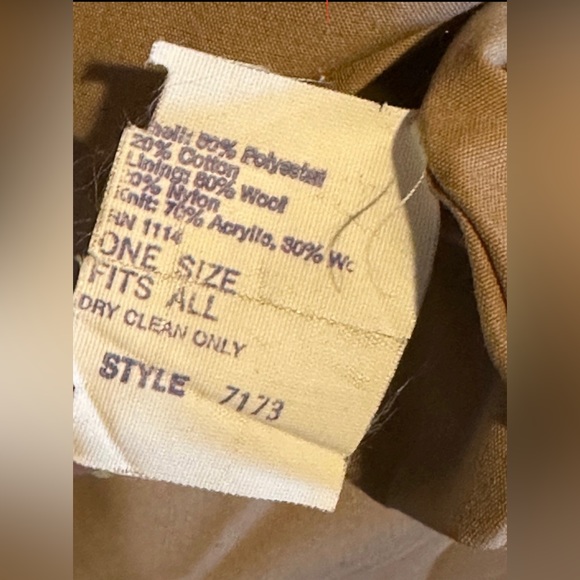 Shell: 80% Polyester
20% Cotton
Lining: 80% Wool
20% Nylon
Knit: 70% Acrylic, 30% Wo
RN 1114
ONE SIZE
FITS ALL
DRY CLEAN ONLY
STYLE 7173